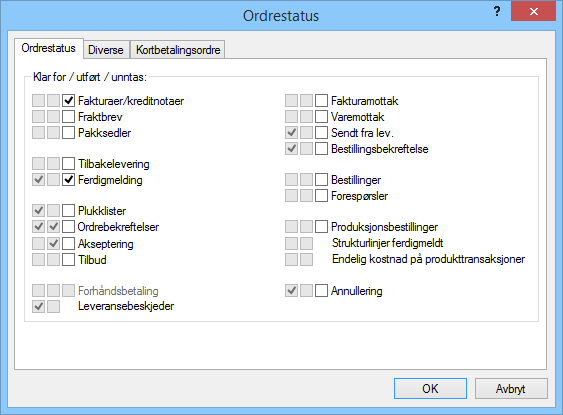 Ordrestatus
?
Ordrestatus Diverse Kortbetalingsordre
Klar for / utført / unntas:
Fakturaer/kreditnotaer
Fraktbrev
Pakksedler
Tilbakelevering
Ferdigmelding
Plukklister
Ordrebekreftelser
Akseptering
Tilbud
Forhåndsbetaling
Leveransebeskjeder
Fakturamottak
Varemottak
Sendt fra lev.
Bestillingsbekreftelse
Bestillinger
Forespørsler
Produksjonsbestillinger
Strukturlinjer ferdigmeldt
Endelig kostnad på produkttransaksjoner
Annullering
OK Avbryt